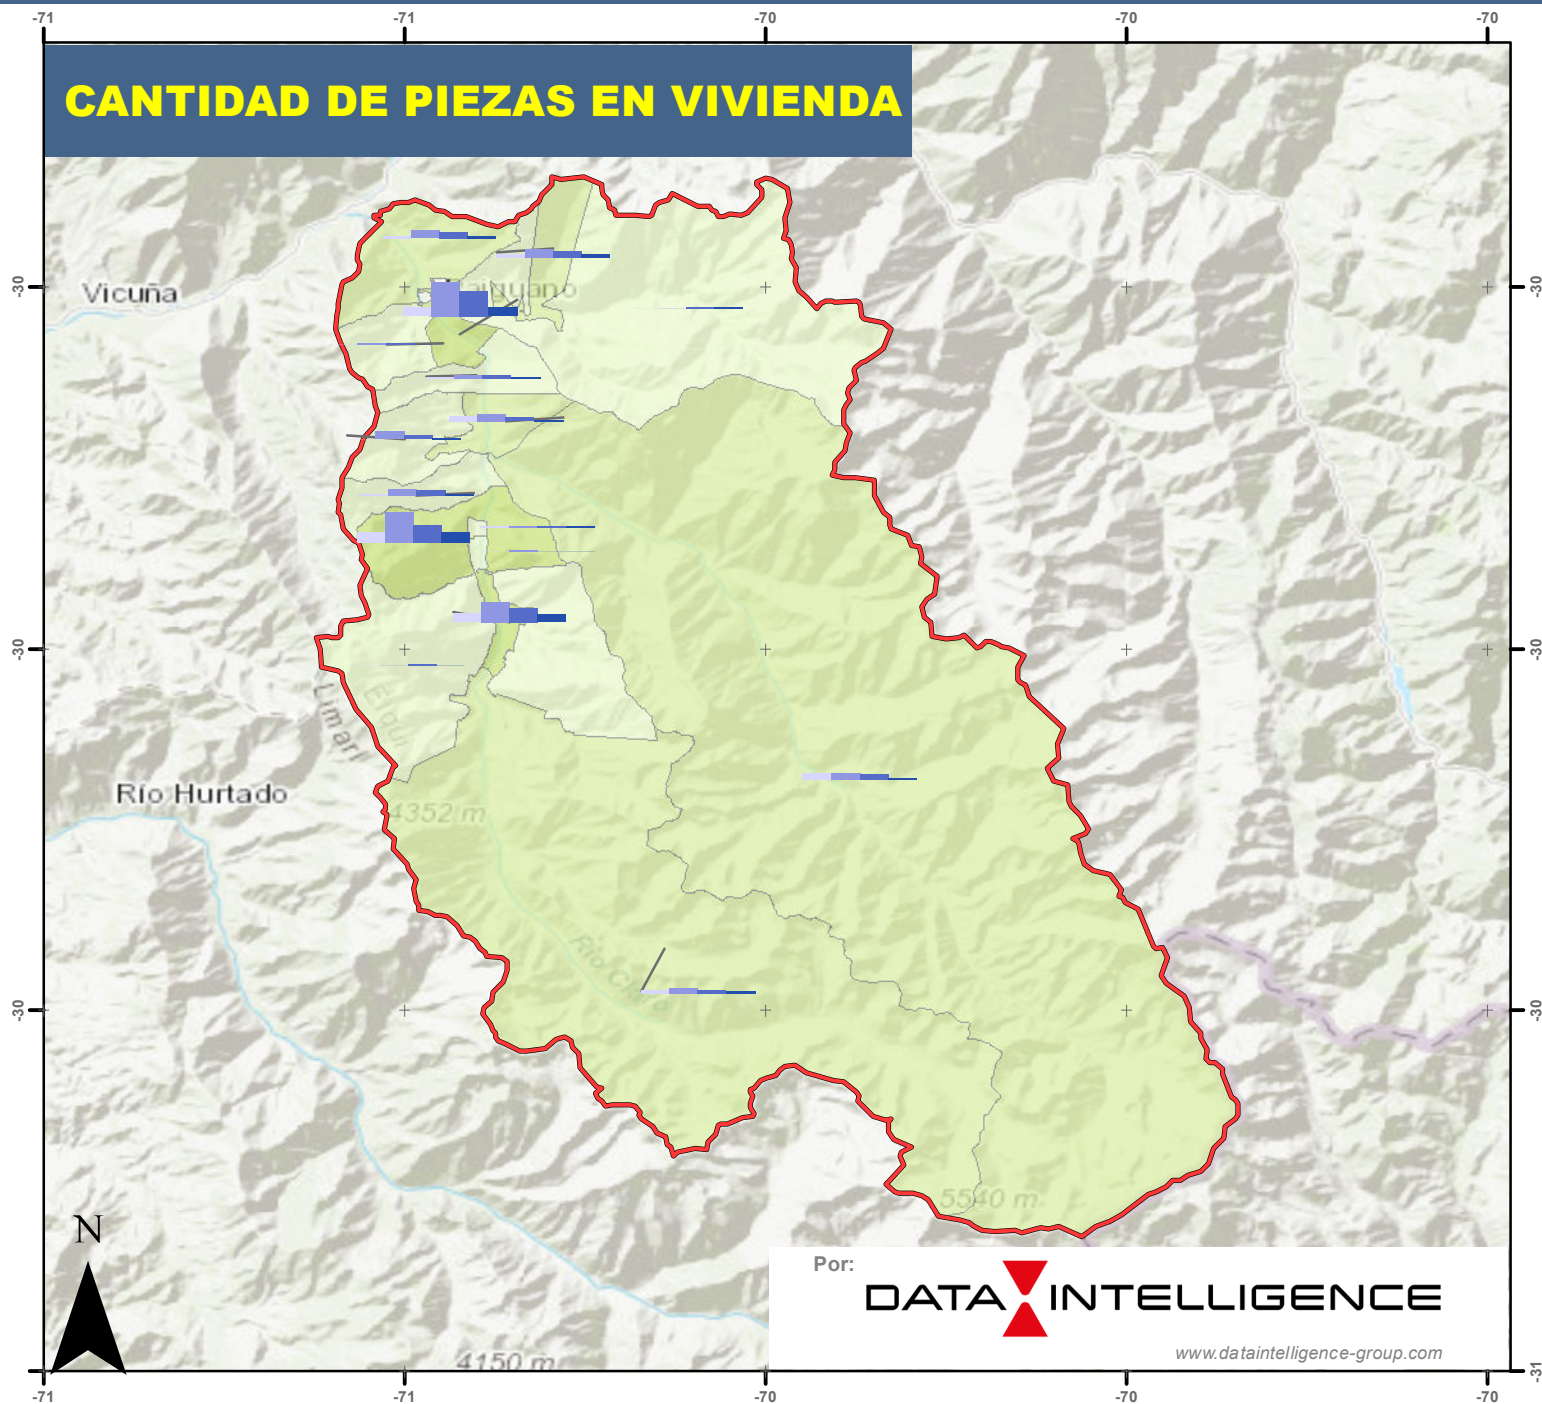 -71 -71 -70 -70 -70
CANTIDAD DE PIEZAS EN VIVIENDA
-30 Vicuña -30
-30 -30
Limarí
Elqui
Río Hurtado
4352 m
-30 -30
5540 m
N
Por:
DATA INTELLIGENCE
www.dataintelligence-group.com
4150 m
-31
-71 -71 -70 -70 -70